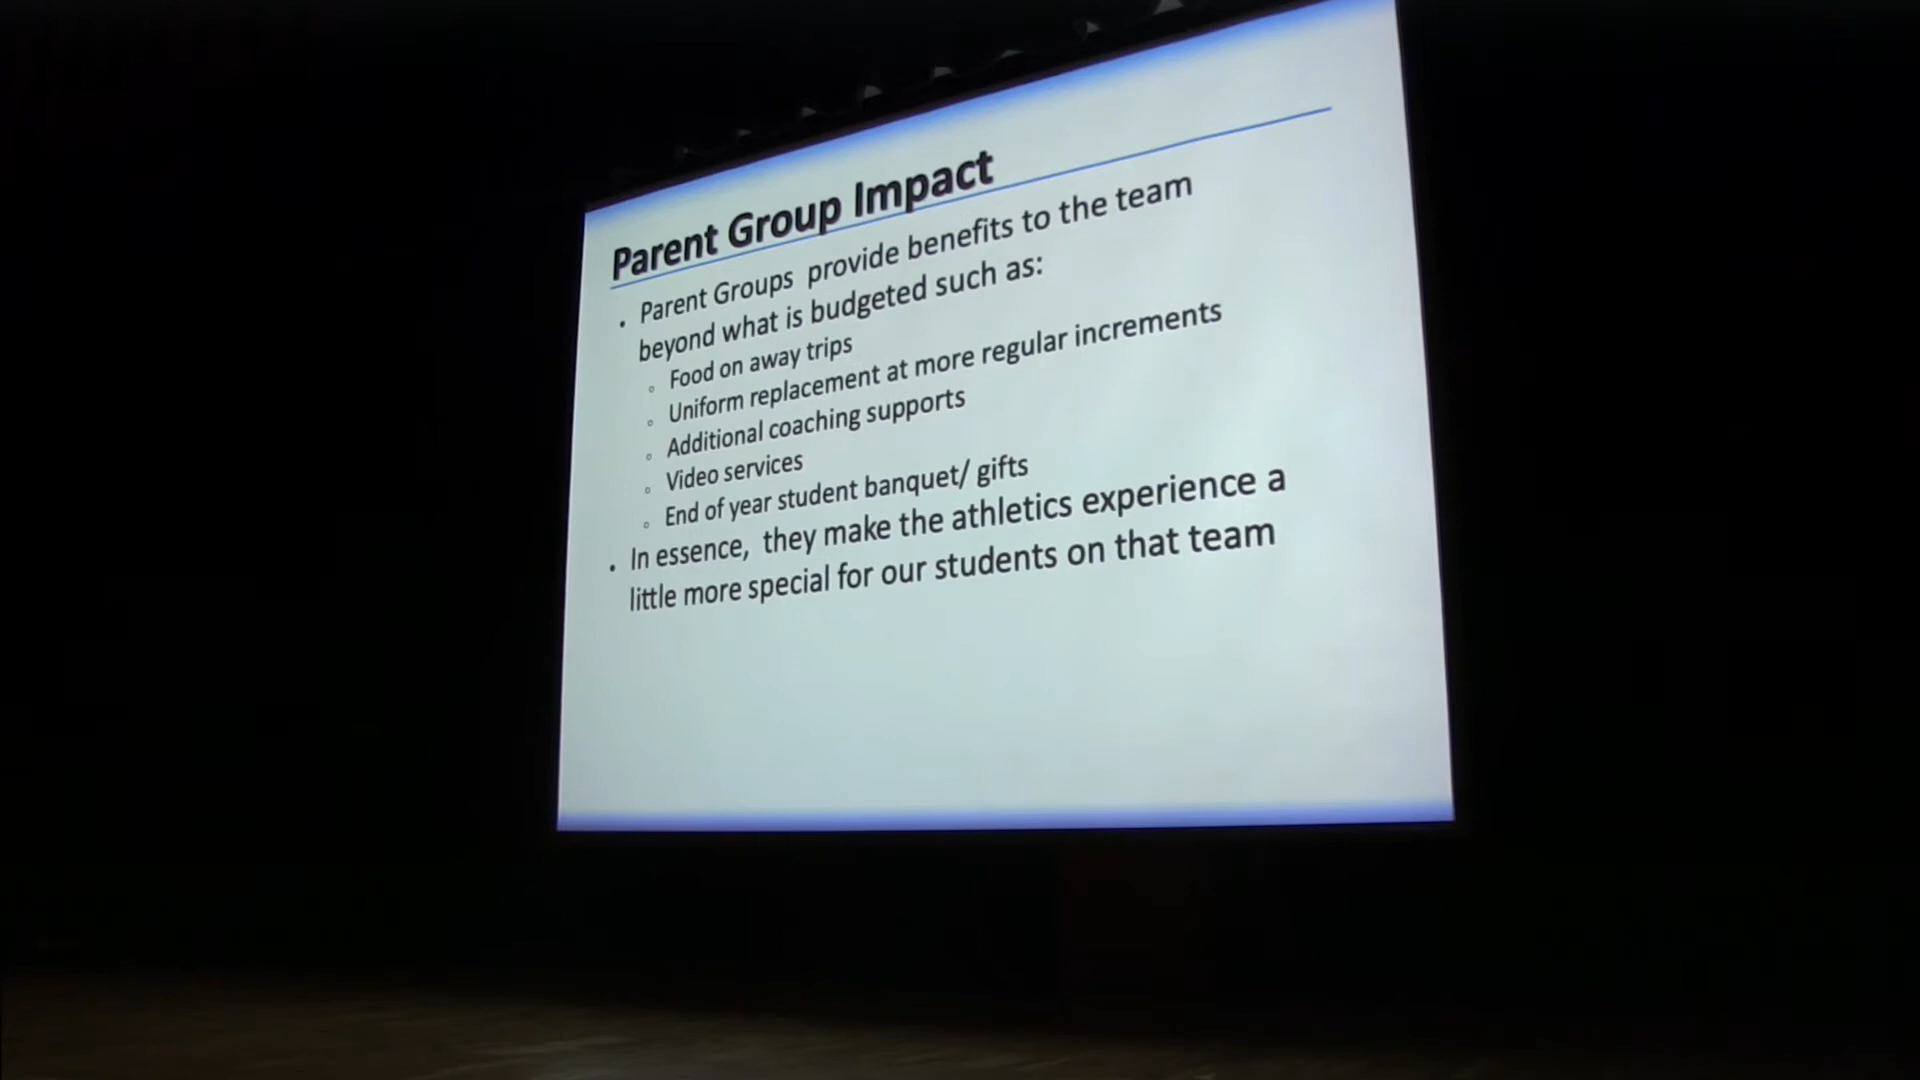 Parent Group Impact
• Parent Groups provide benefits to the team
beyond what is budgeted such as:
◦ Food on away trips
◦ Uniform replacement at more regular increments
◦ Additional coaching supports
◦ Video services
◦ End of year student banquet/ gifts
• In essence, they make the athletics experience a
little more special for our students on that team